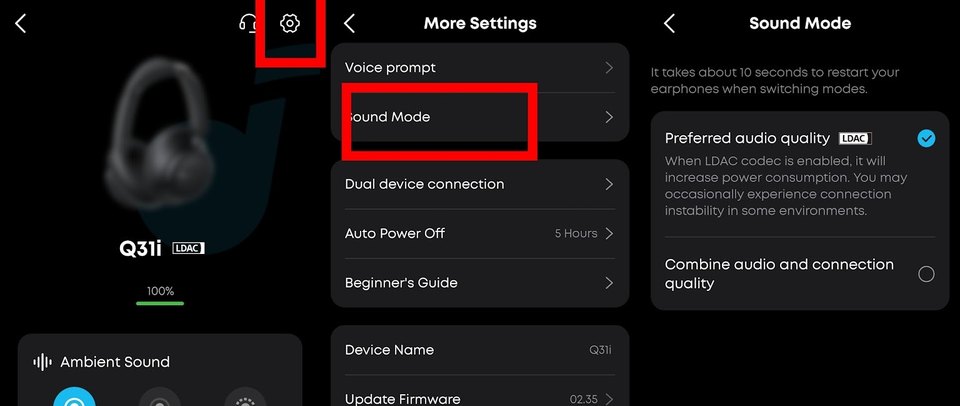 Q31i LDAC
100%
Ambient Sound
More Settings
Voice prompt
Sound Mode
Dual device connection
Auto Power Off 5 Hours
Beginner's Guide
Device Name Q31i
Update Firmware 02.35
Sound Mode
It takes about 10 seconds to restart your
earphones when switching modes.
Preferred audio quality LDAC
When LDAC codec is enabled, it will
increase power consumption. You may
occasionally experience connection
instability in some environments.
Combine audio and connection
quality